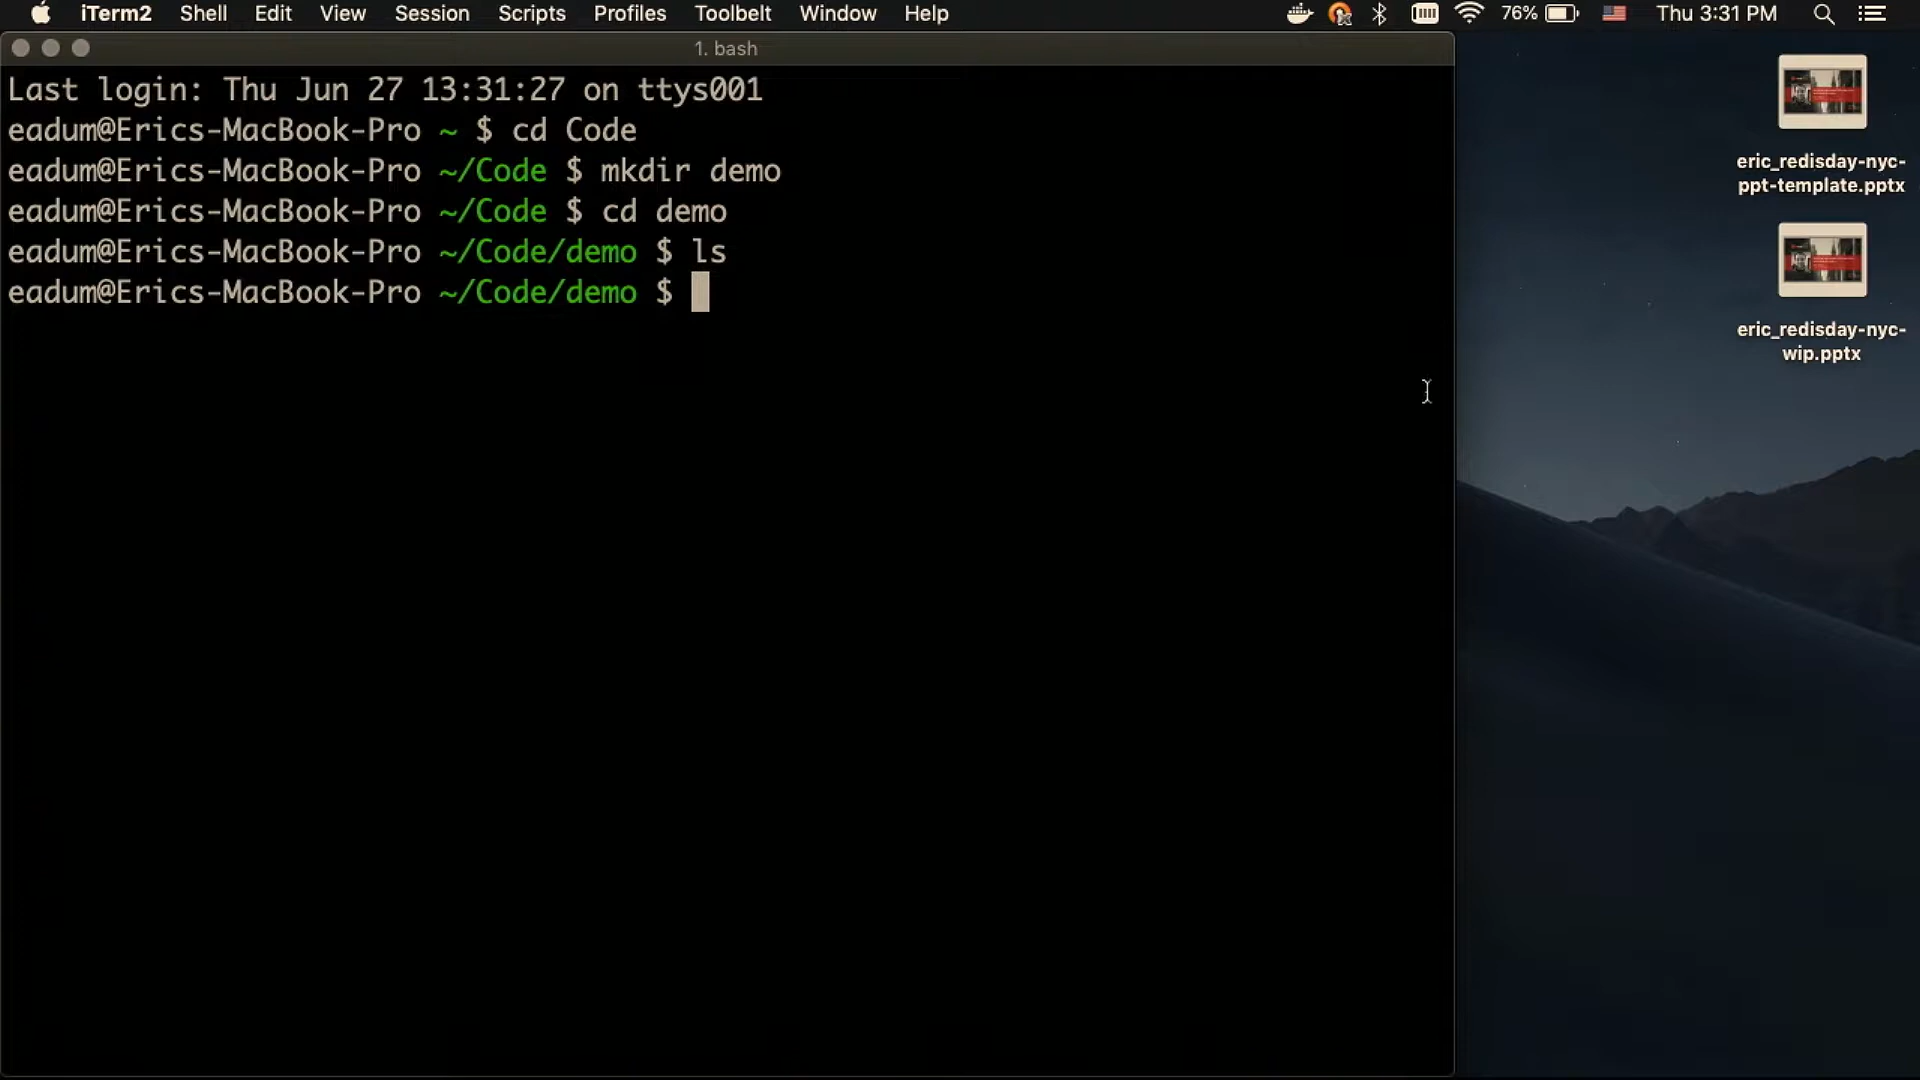 iTerm2 Shell Edit View Session Scripts Profiles Toolbelt Window Help 76% Thu 3:31 PM
1. bash
Last login: Thu Jun 27 13:31:27 on ttys001
eadum@Erics-MacBook-Pro ~ $ cd Code
eadum@Erics-MacBook-Pro ~/Code $ mkdir demo
eadum@Erics-MacBook-Pro ~/Code $ cd demo
eadum@Erics-MacBook-Pro ~/Code/demo $ ls
eadum@Erics-MacBook-Pro ~/Code/demo $
eric_redisday-nyc-
ppt-template.pptx
eric_redisday-nyc-
wip.pptx